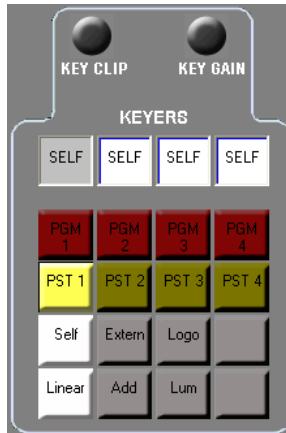 KEY CLIP KEY GAIN
KEYERS
SELF SELF SELF SELF
PGM 1 PGM 2 PGM 3 PGM 4
PST 1 PST 2 PST 3 PST 4
Self Extern Logo
Linear Add Lum